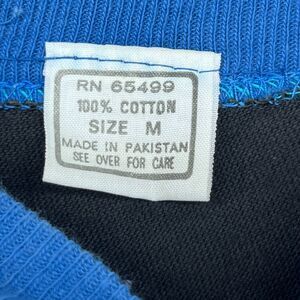 RN 65499
100% COTTON
SIZE M
MADE IN PAKISTAN
SEE OVER FOR CARE